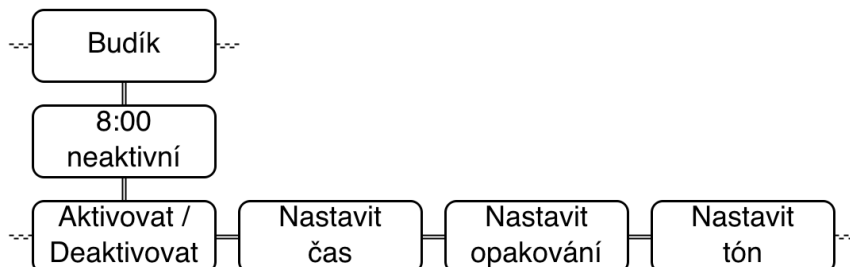 Budík
8:00
neaktivní
Aktivovat /
Deaktivovat
Nastavit
čas
Nastavit
opakování
Nastavit
tón